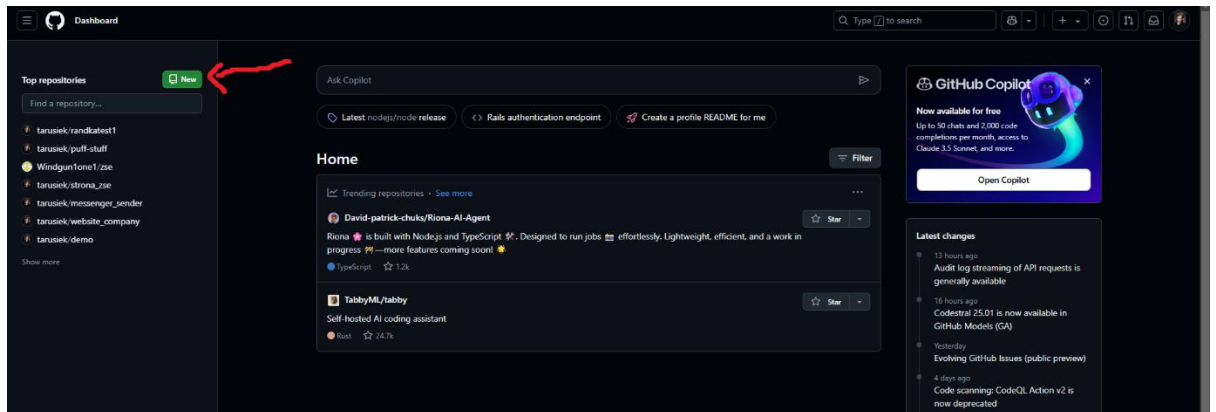 Dashboard
Type / to search
Top repositories
New
Find a repository...
tarusiek/randkatest1
tarusiek/puff-stuff
Windgun1one1/zse
tarusiek/strona_zse
tarusiek/messenger_sender
tarusiek/website_company
tarusiek/demo
Show more
Ask Copilot
Latest nodejs/node release
Rails authentication endpoint
Create a profile README for me
Home
Filter
Trending repositories · See more
David-patrick-chuks/Riona-AI-Agent
Star
Riona 🌸 is built with Node.js and TypeScript 🛠. Designed to run jobs 📸 effortlessly. Lightweight, efficient, and a work in
progress 🚧—more features coming soon! 🌟
TypeScript 1.2k
TabbyML/tabby
Star
Self-hosted AI coding assistant
Rust 24.7k
GitHub Copilot
Now available for free
Up to 50 chats and 2,000 code
completions per month, access to
Claude 3.5 Sonnet, and more.
Open Copilot
Latest changes
13 hours ago
Audit log streaming of API requests is
generally available
16 hours ago
Codestral 25.01 is now available in
GitHub Models (GA)
Yesterday
Evolving GitHub Issues (public preview)
4 days ago
Code scanning: CodeQL Action v2 is
now deprecated